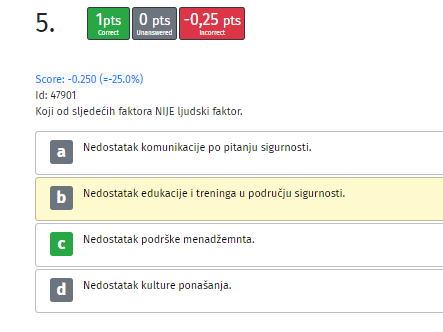 5.
1pts Correct 0 pts Unanswered -0,25 pts Incorrect
Score: -0.250 (=-25.0%)
Id: 47901
Koji od sljedećih faktora NIJE ljudski faktor.
a Nedostatak komunikacije po pitanju sigurnosti.
b Nedostatak edukacije i treninga u području sigurnosti.
c Nedostatak podrške menadžemnta.
d Nedostatak kulture ponašanja.